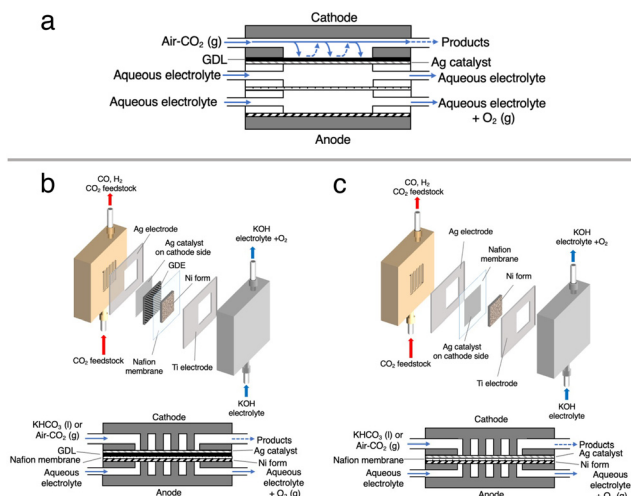 a
Cathode
Air-CO₂ (g)
Products
GDL
Ag catalyst
Aqueous electrolyte
Aqueous electrolyte
Aqueous electrolyte
Aqueous electrolyte
+ O₂ (g)
Anode
b
CO, H₂
CO₂ feedstock
Ag electrode
Ag catalyst
on cathode side
GDE
Ni form
KOH
electrolyte +O₂
CO₂ feedstock
Nafion
membrane
Ti electrode
KOH
electrolyte
Cathode
KHCO₃ (l) or
Air-CO₂ (g)
Products
GDL
Ag catalyst
Nafion membrane
Ni form
Aqueous
electrolyte
Aqueous electrolyte
+ O₂ (g)
Anode
c
CO, H₂
CO₂ feedstock
Ag electrode
Nafion
membrane
Ni form
KOH
electrolyte +O₂
CO₂ feedstock
Ag catalyst
on cathode side
Ti electrode
KOH
electrolyte
Cathode
KHCO₃ (l) or
Air-CO₂ (g)
Products
Ag catalyst
Nafion membrane
Ni form
Aqueous
electrolyte
Aqueous electrolyte
+ O₂ (g)
Anode